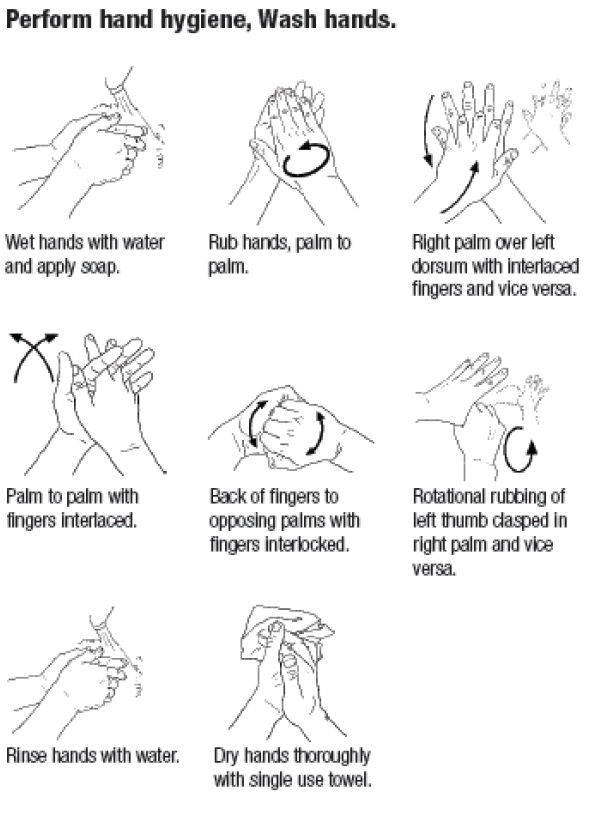 Perform hand hygiene, Wash hands.
Wet hands with water
and apply soap.
Rub hands, palm to
palm.
Right palm over left
dorsum with interlaced
fingers and vice versa.
Palm to palm with
fingers interlaced.
Back of fingers to
opposing palms with
fingers interlocked.
Rotational rubbing of
left thumb clasped in
right palm and vice
versa.
Rinse hands with water.
Dry hands thoroughly
with single use towel.